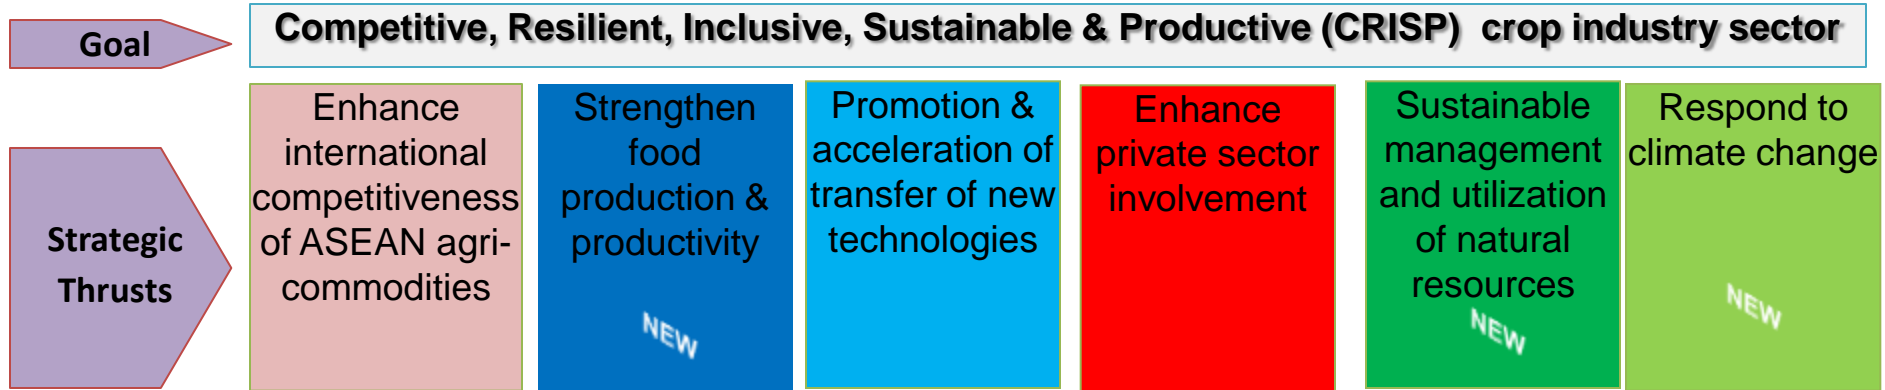 Goal
Competitive, Resilient, Inclusive, Sustainable & Productive (CRISP) crop industry sector
Strategic
Thrusts
Enhance
international
competitiveness
of ASEAN agri-
commodities
Strengthen
food
production &
productivity
NEW
Promotion &
acceleration of
transfer of new
technologies
Enhance
private sector
involvement
Sustainable
management
and utilization
of natural
resources
NEW
Respond to
climate change
NEW